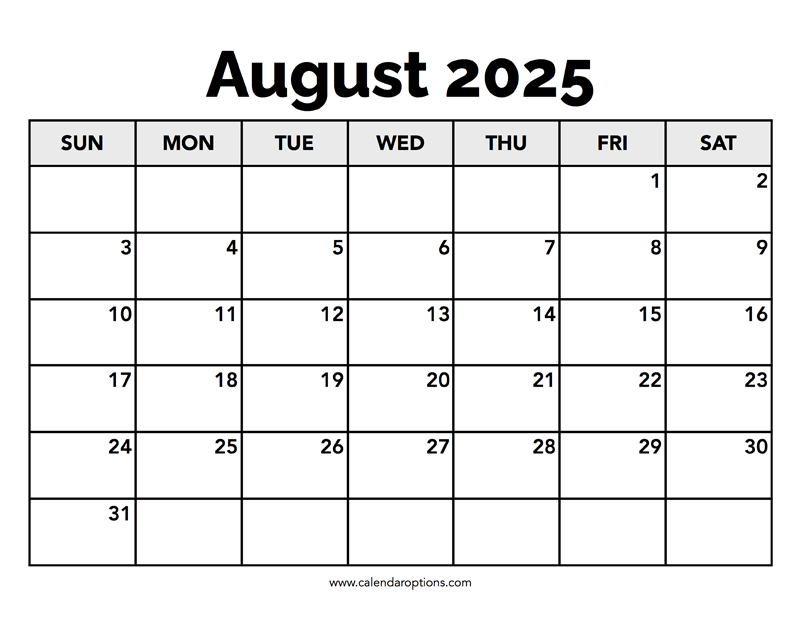 August 2025
SUN MON TUE WED THU FRI SAT
1 2
3 4 5 6 7 8 9
10 11 12 13 14 15 16
17 18 19 20 21 22 23
24 25 26 27 28 29 30
31
www.calendaroptions.com